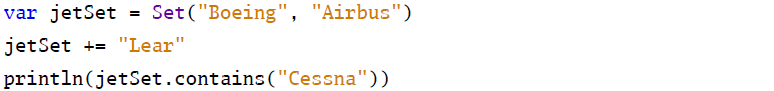 var jetSet = Set("Boeing", "Airbus")
jetSet += "Lear"
println(jetSet.contains("Cessna"))